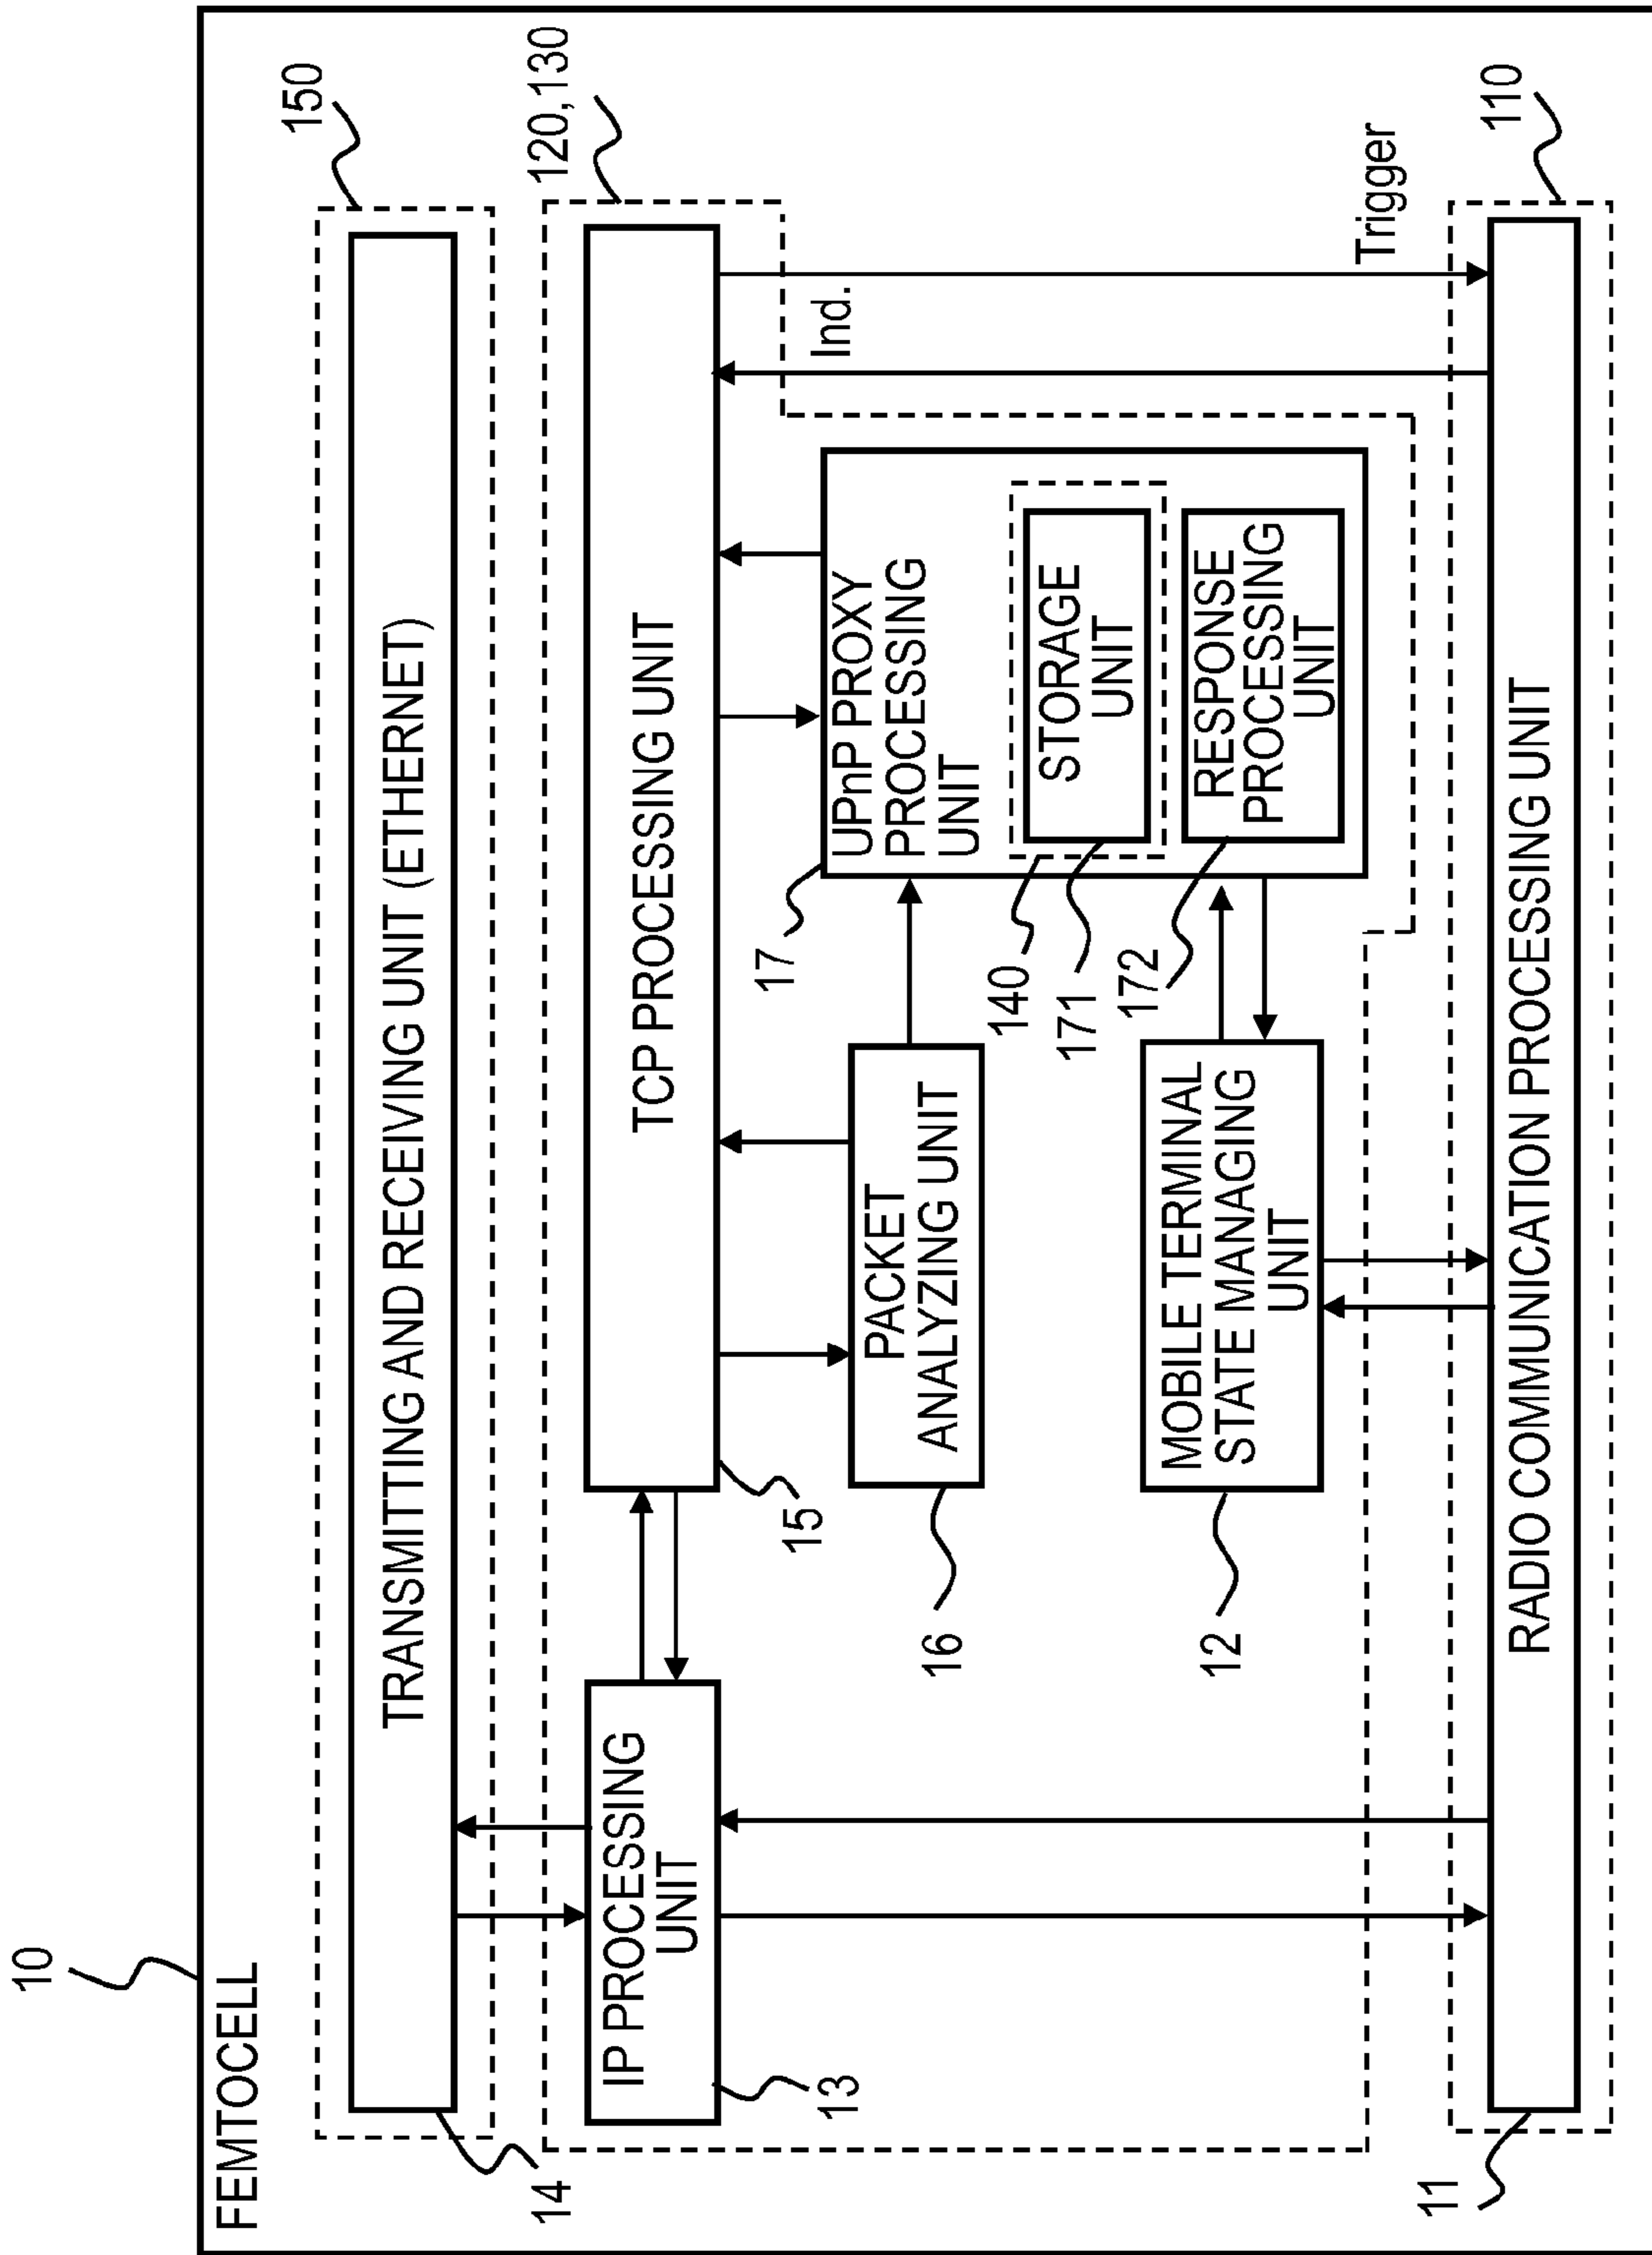 10
FEMTOCELL
150
TRANSMITTING AND RECEIVING UNIT (ETHERNET)
14
120,130
IP PROCESSING
UNIT
13
TCP PROCESSING UNIT
15
Ind.
Trigger
PACKET
ANALYZING UNIT
16
17
UPnP PROXY
PROCESSING
UNIT
140
STORAGE
UNIT
171
172
RESPONSE
PROCESSING
UNIT
MOBILE TERMINAL
STATE MANAGING
UNIT
12
110
RADIO COMMUNICATION PROCESSING UNIT
11